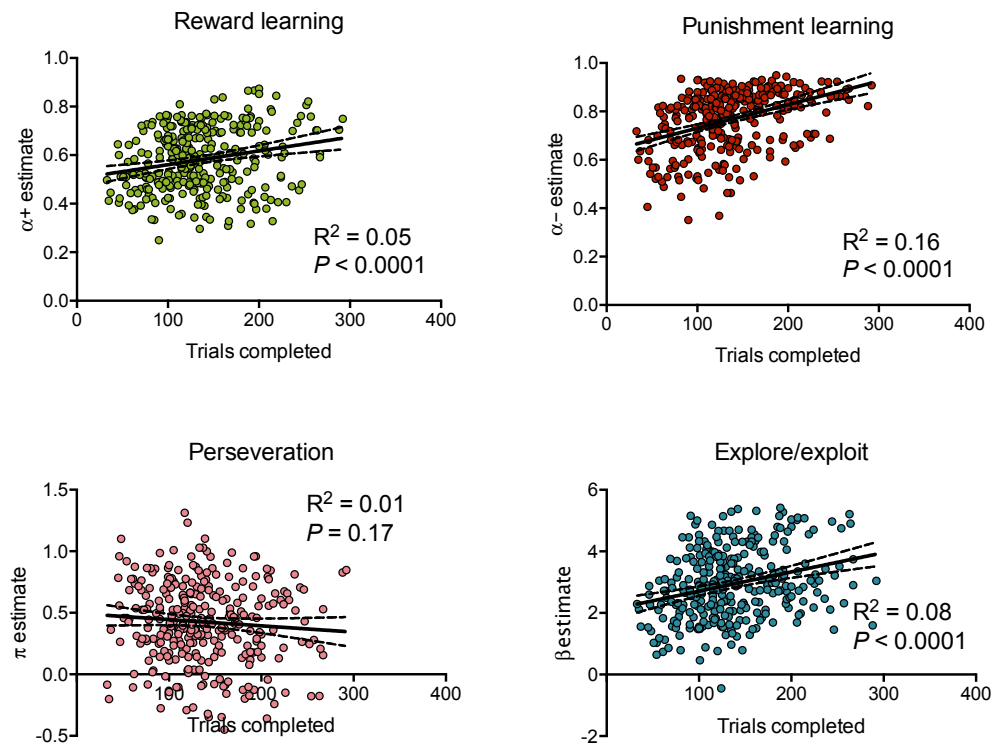 Reward learning
1.0
0.8
0.6
0.4
0.2
0.0
α+ estimate
R² = 0.05
P < 0.0001
0 100 200 300 400
Trials completed
Punishment learning
1.0
0.8
0.6
0.4
0.2
0.0
α− estimate
R² = 0.16
P < 0.0001
0 100 200 300 400
Trials completed
Perseveration
1.5
1.0
0.5
0.0
-0.5
π estimate
R² = 0.01
P = 0.17
100 200 300 400
Trials completed
Explore/exploit
6
4
2
0
-2
βestimate
R² = 0.08
P < 0.0001
100 200 300 400
Trials completed